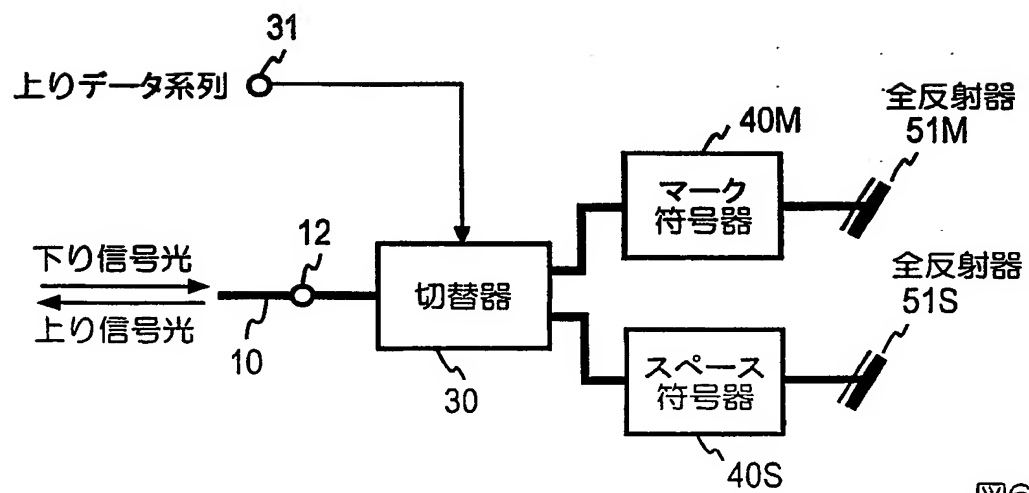 31
上りデータ系列
全反射器
51M
40M
マーク
符号器
下り信号光
12
切替器
全反射器
51S
上り信号光
10
30
スペース
符号器
40S